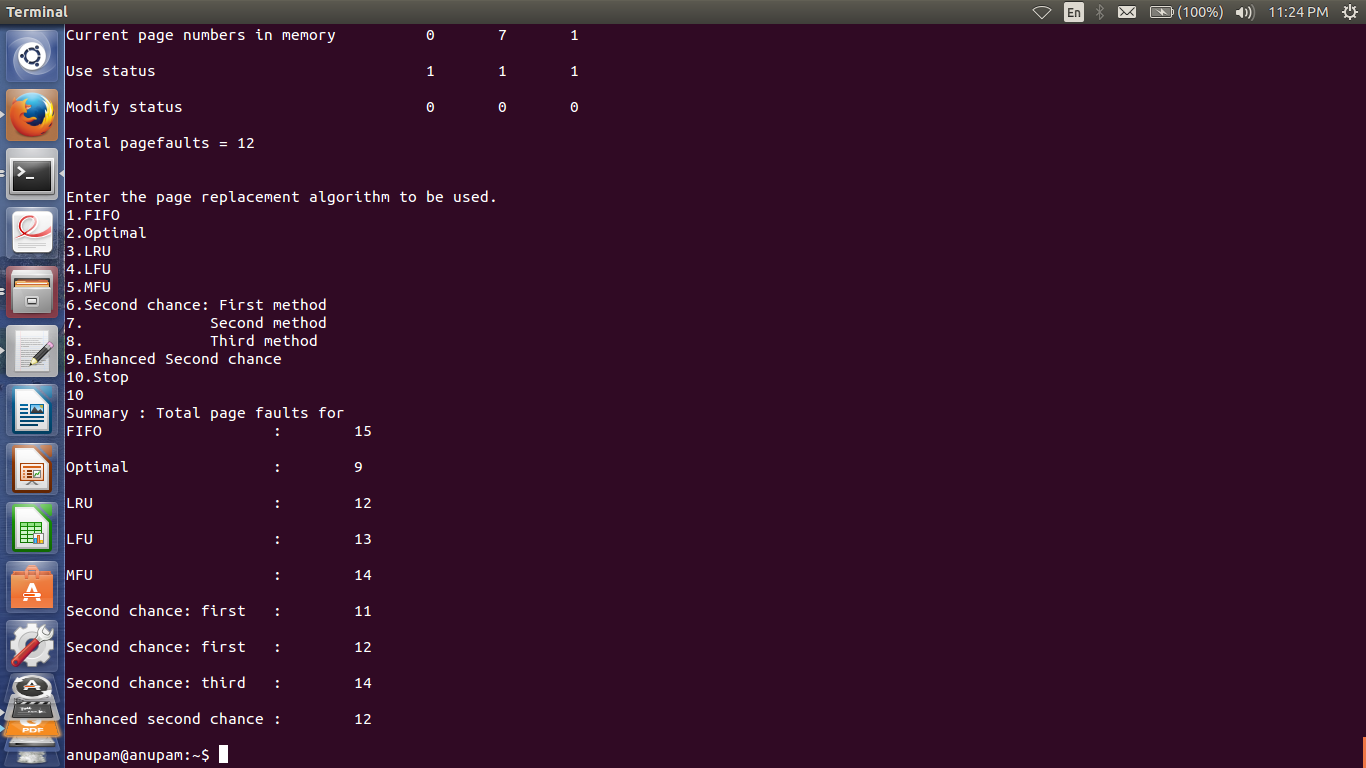 Terminal
En
(100%)
11:24 PM
Current page numbers in memory 0 7 1
Use status 1 1 1
Modify status 0 0 0
Total pagefaults = 12
Enter the page replacement algorithm to be used.
1.FIFO
2.Optimal
3.LRU
4.LFU
5.MFU
6.Second chance: First method
7. Second method
8. Third method
9.Enhanced Second chance
10.Stop
10
Summary : Total page faults for
FIFO : 15
Optimal : 9
LRU : 12
LFU : 13
MFU : 14
Second chance: first : 11
Second chance: first : 12
Second chance: third : 14
Enhanced second chance : 12
anupam@anupam:~$
PDF